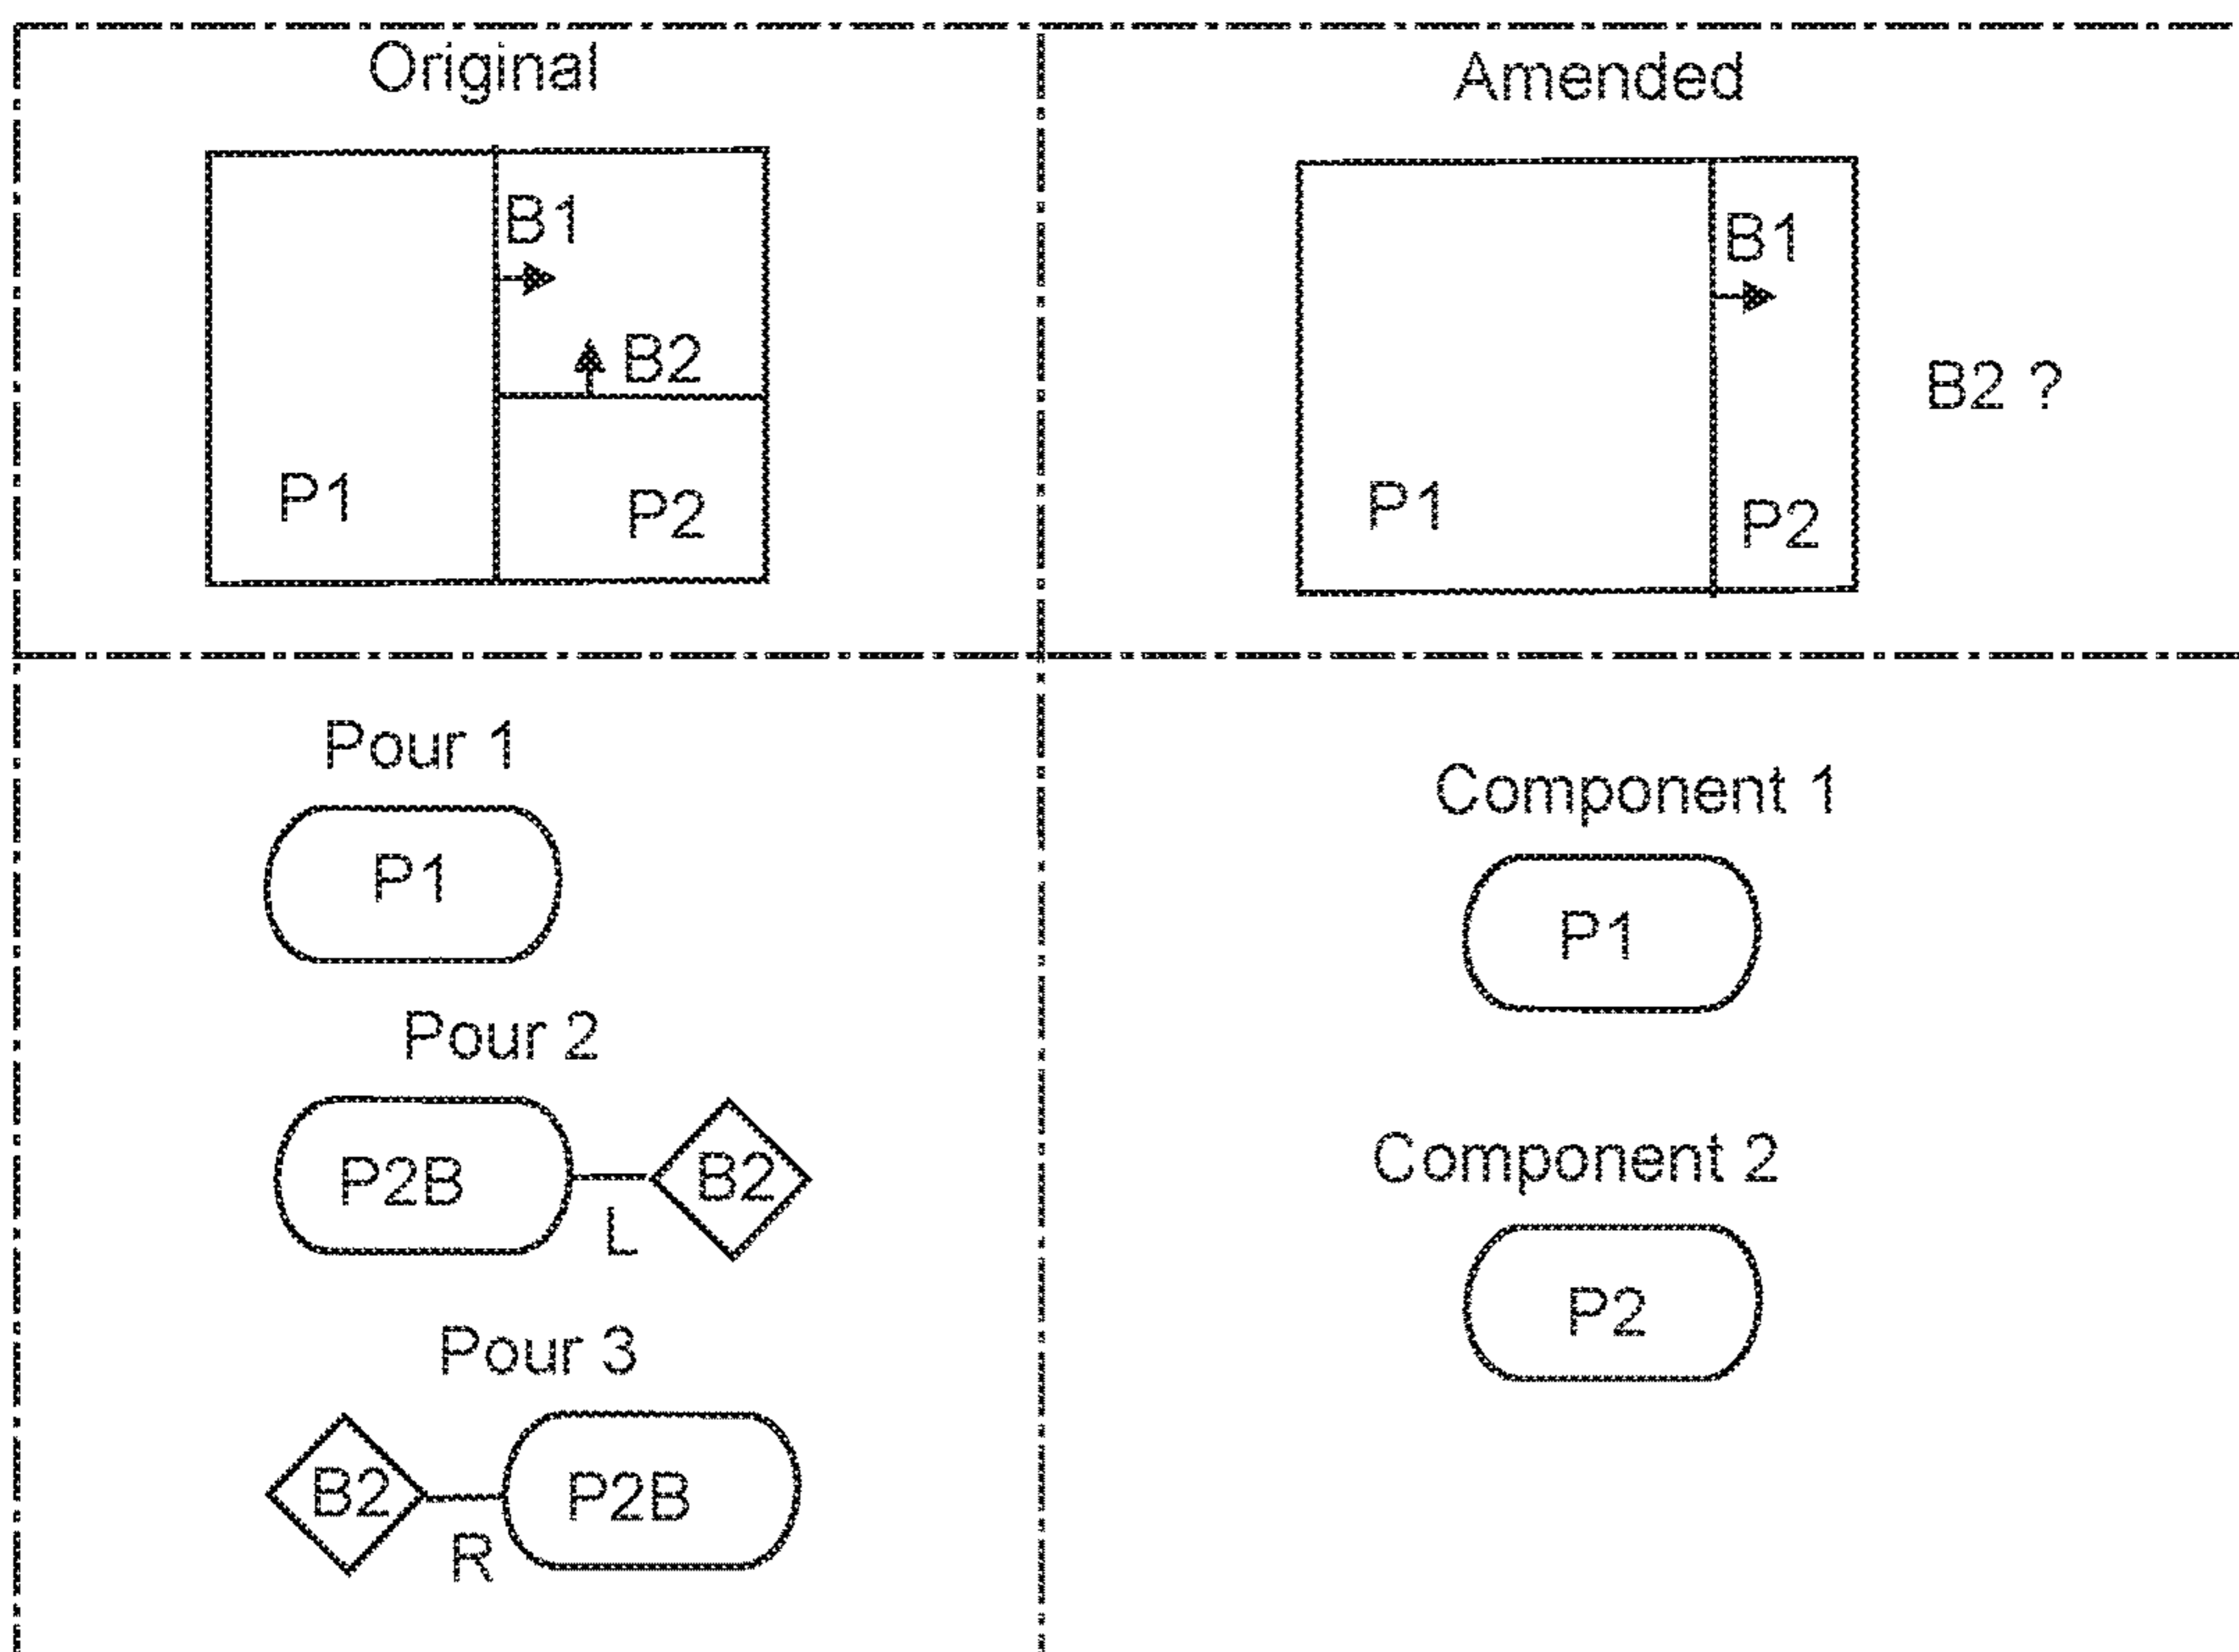 Original
B1
B2
P1
P2
Amended
B1
B2 ?
P1
P2
Pour 1
P1
Pour 2
P2B
B2
L
Pour 3
B2
P2B
R
Component 1
P1
Component 2
P2